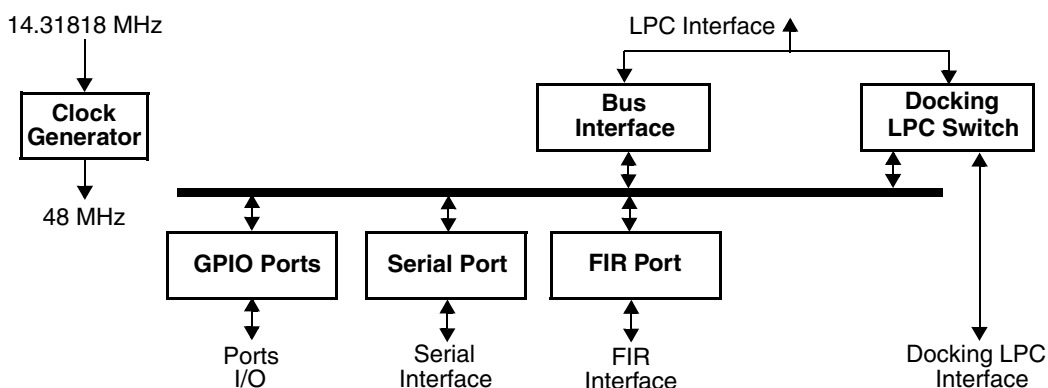 14.31818 MHz
LPC Interface
Clock
Generator
Bus
Interface
Docking
LPC Switch
48 MHz
GPIO Ports
Serial Port
FIR Port
Ports
I/O
Serial
Interface
FIR
Interface
Docking LPC
Interface